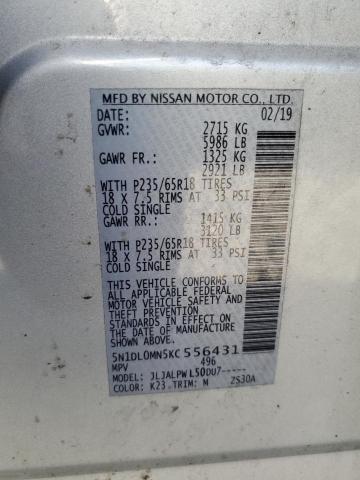 MFD BY NISSAN MOTOR CO., LTD.
DATE: 02/19
GVWR: 2715 KG
5986 LB
GAWR FR.: 1325 KG
2921 LB
WITH P235/65R18 TIRES
18 X 7.5 RIMS AT 33 PSI
COLD SINGLE
GAWR RR.: 1415 KG
3120 LB
WITH P235/65R18 TIRES
18 X 7.5 RIMS AT 33 PSI
COLD SINGLE
THIS VEHICLE CONFORMS TO
ALL APPLICABLE FEDERAL
MOTOR VEHICLE SAFETY AND
THEFT PREVENTION
STANDARDS IN EFFECT ON
THE DATE OF MANUFACTURE
SHOWN ABOVE.
5N1DL0MN5KC556431
MPV 496
MODEL: JLJALPWL50DU7-----
COLOR: K23 TRIM: M ZS30A